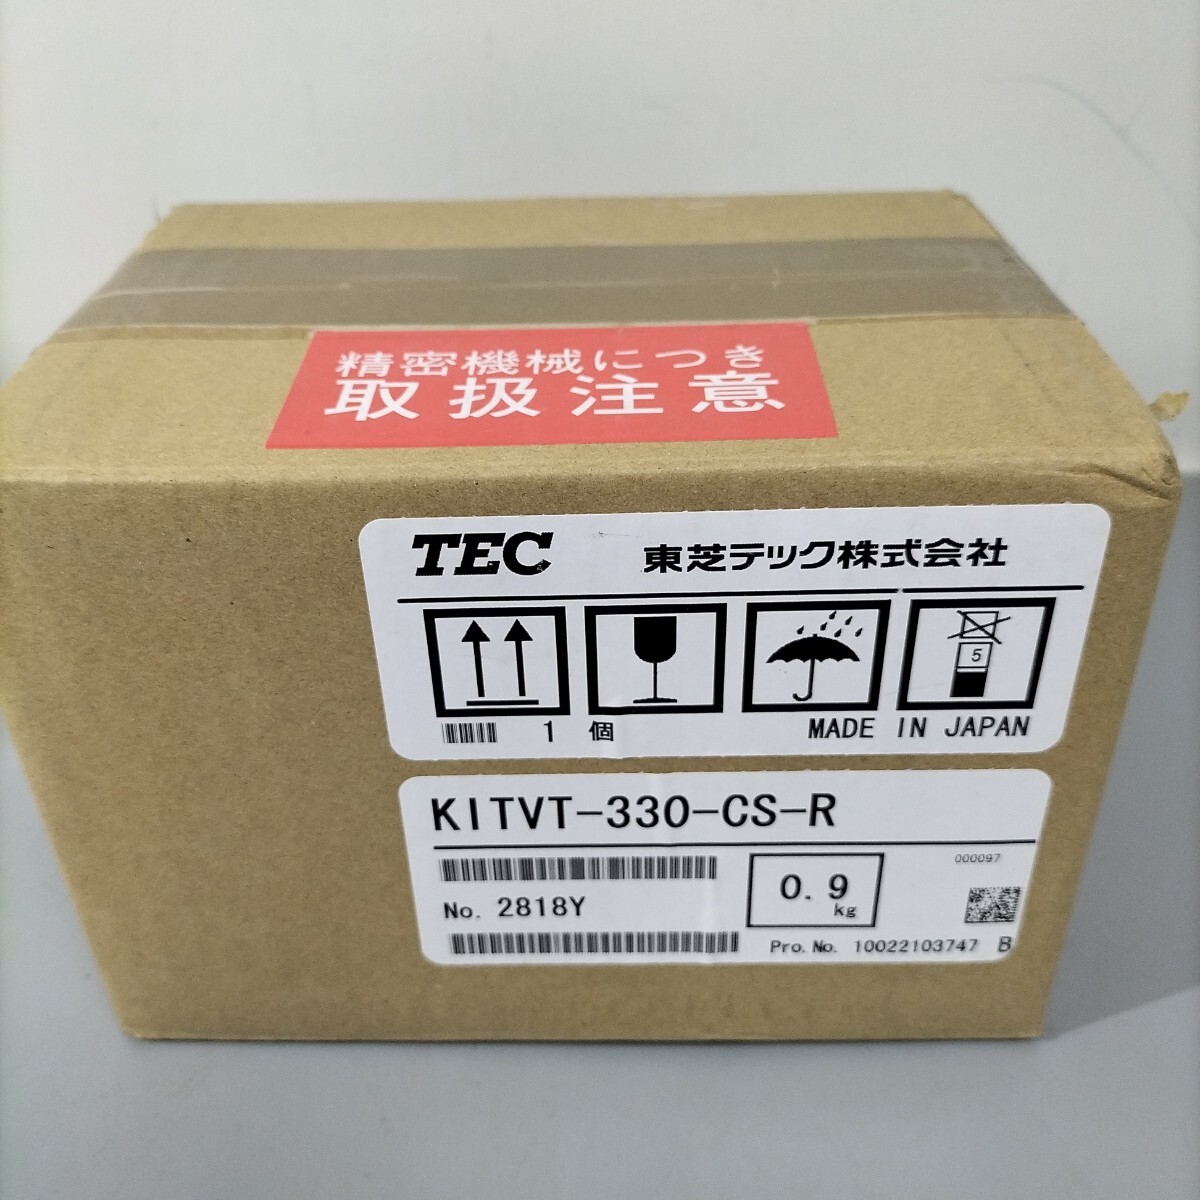 精密機械につき
取扱注意
TEC 東芝テック株式会社
5
1 個 MADE IN JAPAN
KITVT-330-CS-R
000097
0.9 kg
No. 2818Y
Pro. No. 10022103747 B